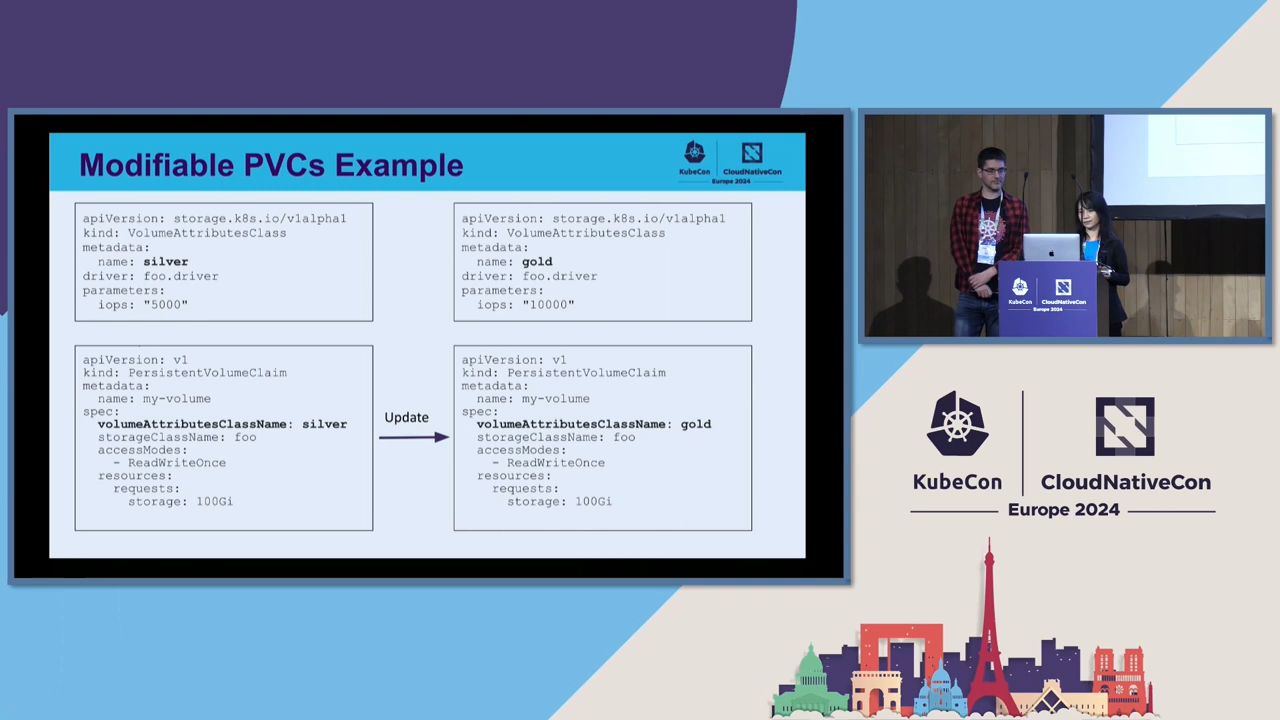 Modifiable PVCs Example
KubeCon
CloudNativeCon
Europe 2024
apiVersion: storage.k8s.io/v1alpha1
kind: VolumeAttributesClass
metadata:
name: silver
driver: foo.driver
parameters:
iops: "5000"
apiVersion: storage.k8s.io/v1alpha1
kind: VolumeAttributesClass
metadata:
name: gold
driver: foo.driver
parameters:
iops: "10000"
apiVersion: v1
kind: PersistentVolumeClaim
metadata:
name: my-volume
spec:
volumeAttributesClassName: silver
storageClassName: foo
accessModes:
- ReadWriteOnce
resources:
requests:
storage: 100Gi
Update
apiVersion: v1
kind: PersistentVolumeClaim
metadata:
name: my-volume
spec:
volumeAttributesClassName: gold
storageClassName: foo
accessModes:
- ReadWriteOnce
resources:
requests:
storage: 100Gi
KubeCon
CloudNativeCon
Europe 2024
KubeCon
CloudNativeCon
Europe 2024